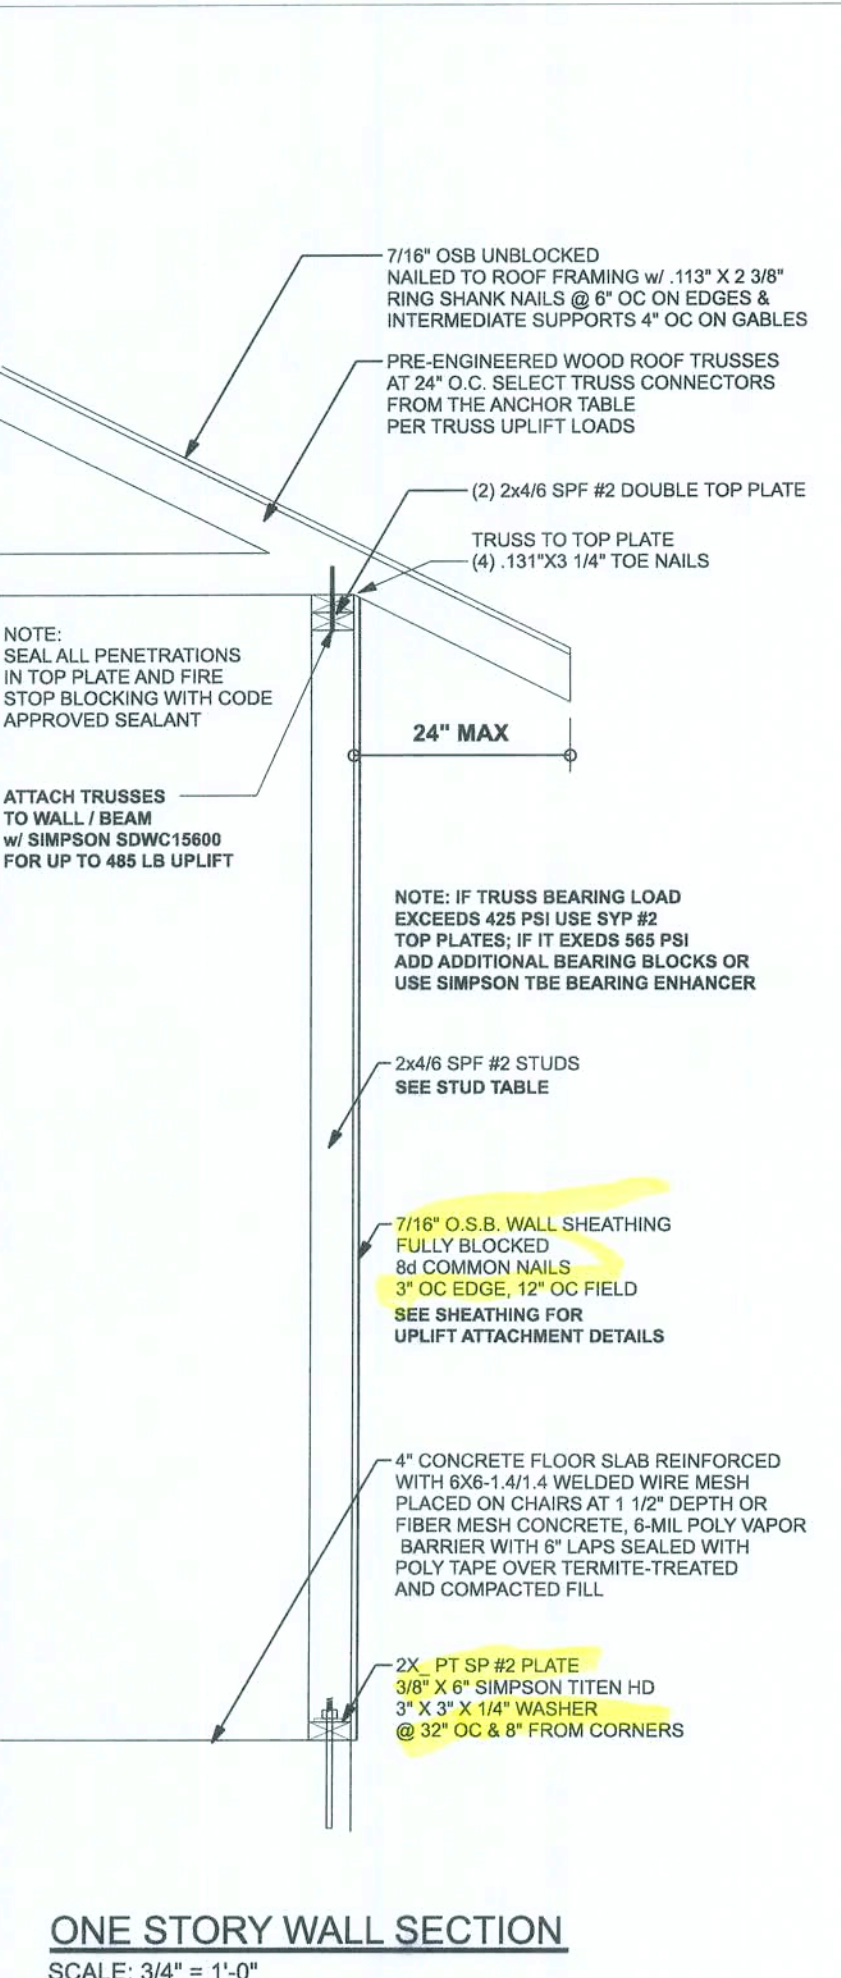 7/16" OSB UNBLOCKED
NAILED TO ROOF FRAMING w/ .113" X 2 3/8"
RING SHANK NAILS @ 6" OC ON EDGES &
INTERMEDIATE SUPPORTS 4" OC ON GABLES
PRE-ENGINEERED WOOD ROOF TRUSSES
AT 24" O.C. SELECT TRUSS CONNECTORS
FROM THE ANCHOR TABLE
PER TRUSS UPLIFT LOADS
(2) 2x4/6 SPF #2 DOUBLE TOP PLATE
TRUSS TO TOP PLATE
(4) .131"X3 1/4" TOE NAILS
NOTE:
SEAL ALL PENETRATIONS
IN TOP PLATE AND FIRE
STOP BLOCKING WITH CODE
APPROVED SEALANT
24" MAX
ATTACH TRUSSES
TO WALL / BEAM
w/ SIMPSON SDWC15600
FOR UP TO 485 LB UPLIFT
NOTE: IF TRUSS BEARING LOAD
EXCEEDS 425 PSI USE SYP #2
TOP PLATES; IF IT EXEDS 565 PSI
ADD ADDITIONAL BEARING BLOCKS OR
USE SIMPSON TBE BEARING ENHANCER
2x4/6 SPF #2 STUDS
SEE STUD TABLE
7/16" O.S.B. WALL SHEATHING
FULLY BLOCKED
8d COMMON NAILS
3" OC EDGE, 12" OC FIELD
SEE SHEATHING FOR
UPLIFT ATTACHMENT DETAILS
4" CONCRETE FLOOR SLAB REINFORCED
WITH 6X6-1.4/1.4 WELDED WIRE MESH
PLACED ON CHAIRS AT 1 1/2" DEPTH OR
FIBER MESH CONCRETE, 6-MIL POLY VAPOR
BARRIER WITH 6" LAPS SEALED WITH
POLY TAPE OVER TERMITE-TREATED
AND COMPACTED FILL
2X_ PT SP #2 PLATE
3/8" X 6" SIMPSON TITEN HD
3" X 3" X 1/4" WASHER
@ 32" OC & 8" FROM CORNERS
ONE STORY WALL SECTION
SCALE: 3/4" = 1'-0"